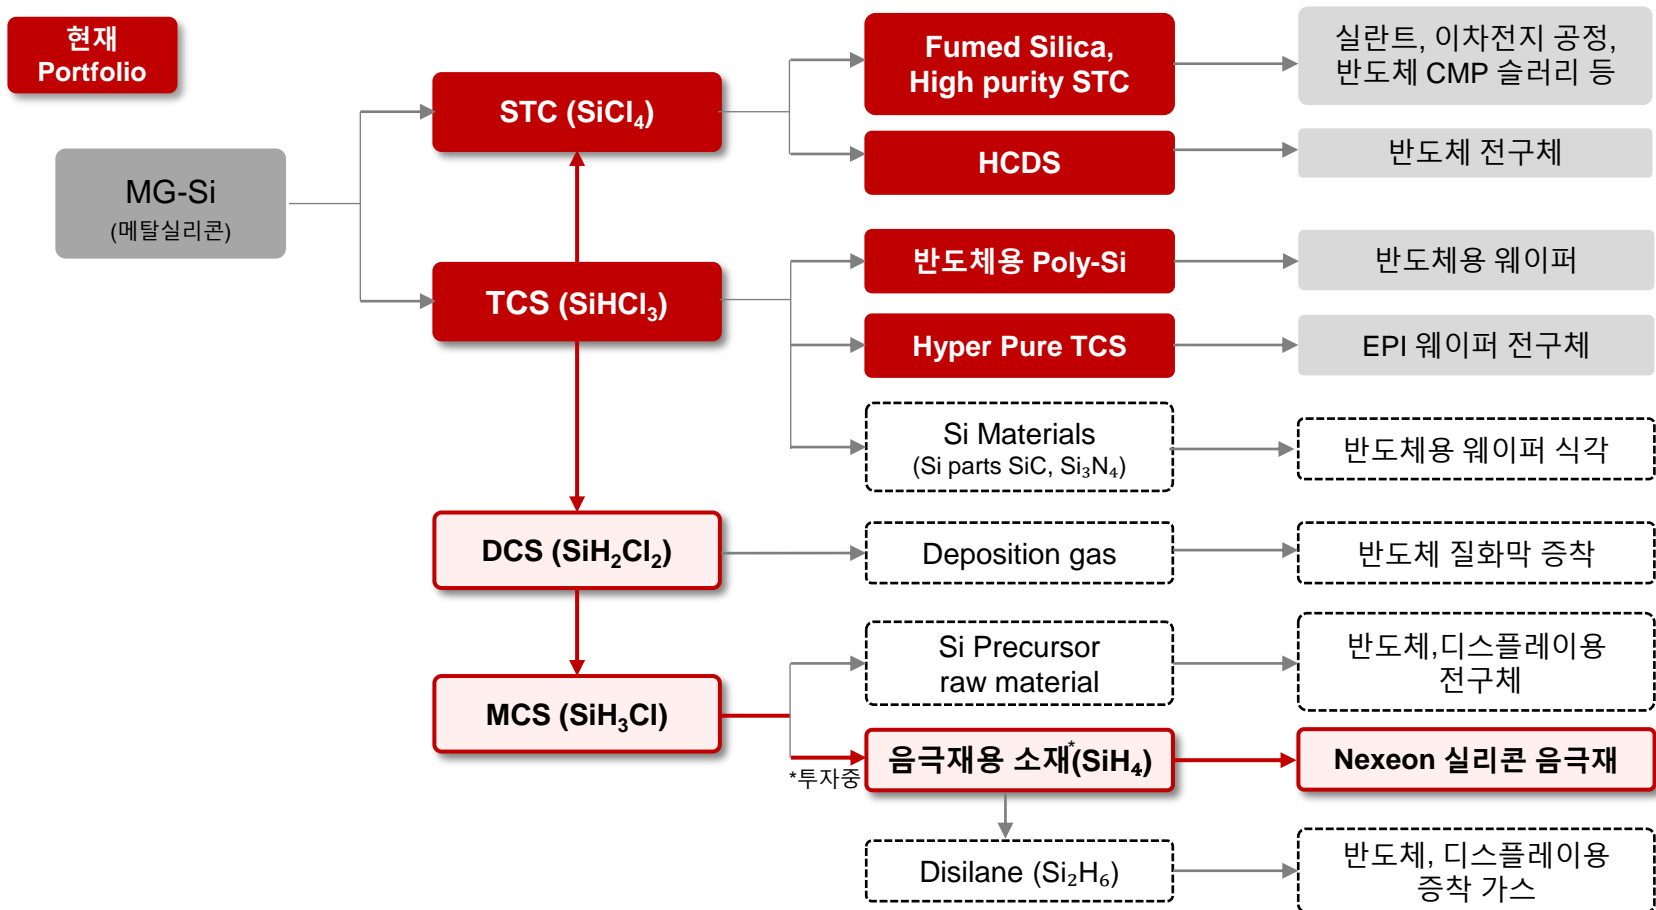 현재
Portfolio
MG-Si
(메탈실리콘)
STC (SiCl₄)
TCS (SiHCl₃)
DCS (SiH₂Cl₂)
MCS (SiH₃Cl)
Fumed Silica,
High purity STC
HCDS
반도체용 Poly-Si
Hyper Pure TCS
Si Materials
(Si parts SiC, Si₃N₄)
Deposition gas
Si Precursor
raw material
*투자중
음극재용 소재*(SiH₄)
Disilane (Si₂H₆)
실란트, 이차전지 공정,
반도체 CMP 슬러리 등
반도체 전구체
반도체용 웨이퍼
EPI 웨이퍼 전구체
반도체용 웨이퍼 식각
반도체 질화막 증착
반도체,디스플레이용
전구체
Nexeon 실리콘 음극재
반도체, 디스플레이용
증착 가스